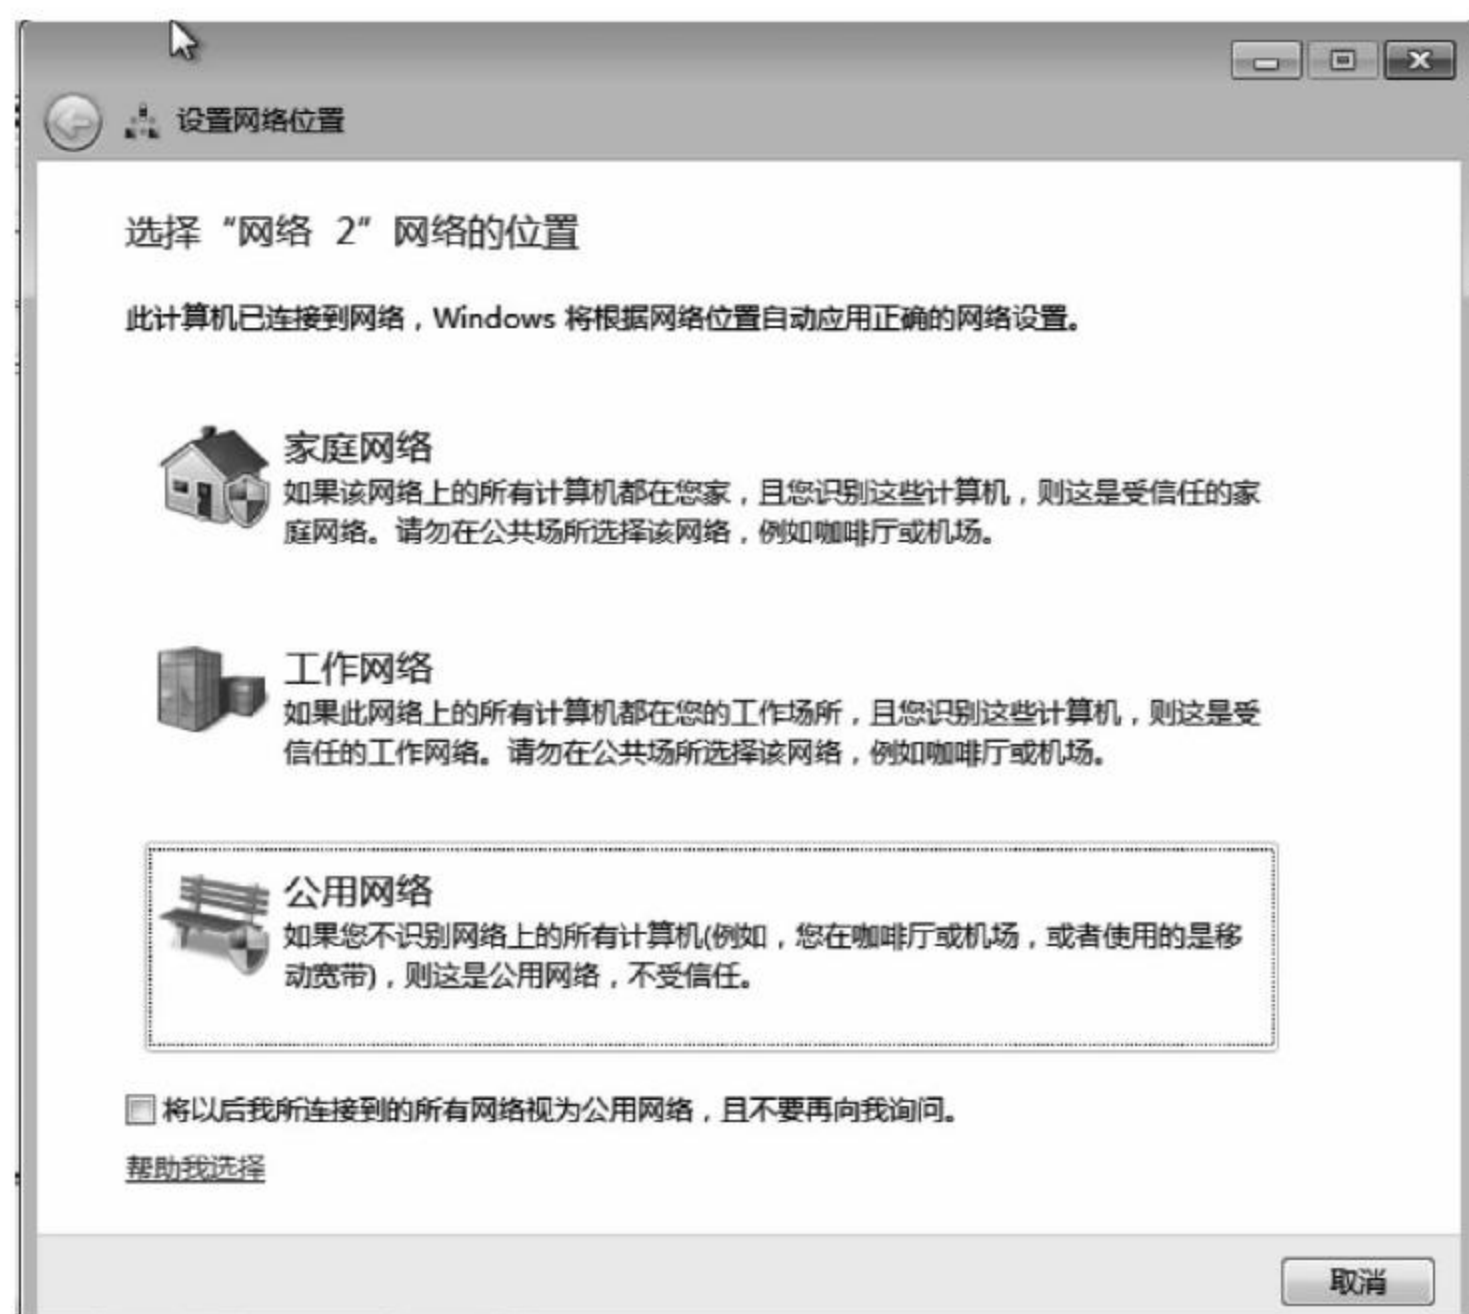 设置网络位置
选择“网络 2”网络的位置
此计算机已连接到网络，Windows 将根据网络位置自动应用正确的网络设置。
家庭网络
如果该网络上的所有计算机都在您家，且您识别这些计算机，则这是受信任的家
庭网络。请勿在公共场所选择该网络，例如咖啡厅或机场。
工作网络
如果此网络上的所有计算机都在您的工作场所，且您识别这些计算机，则这是受
信任的工作网络。请勿在公共场所选择该网络，例如咖啡厅或机场。
公用网络
如果您不识别网络上的所有计算机(例如，您在咖啡厅或机场，或者使用的是移
动宽带)，则这是公用网络，不受信任。
将以后我所连接到的所有网络视为公用网络，且不要再向我询问。
帮助我选择
取消